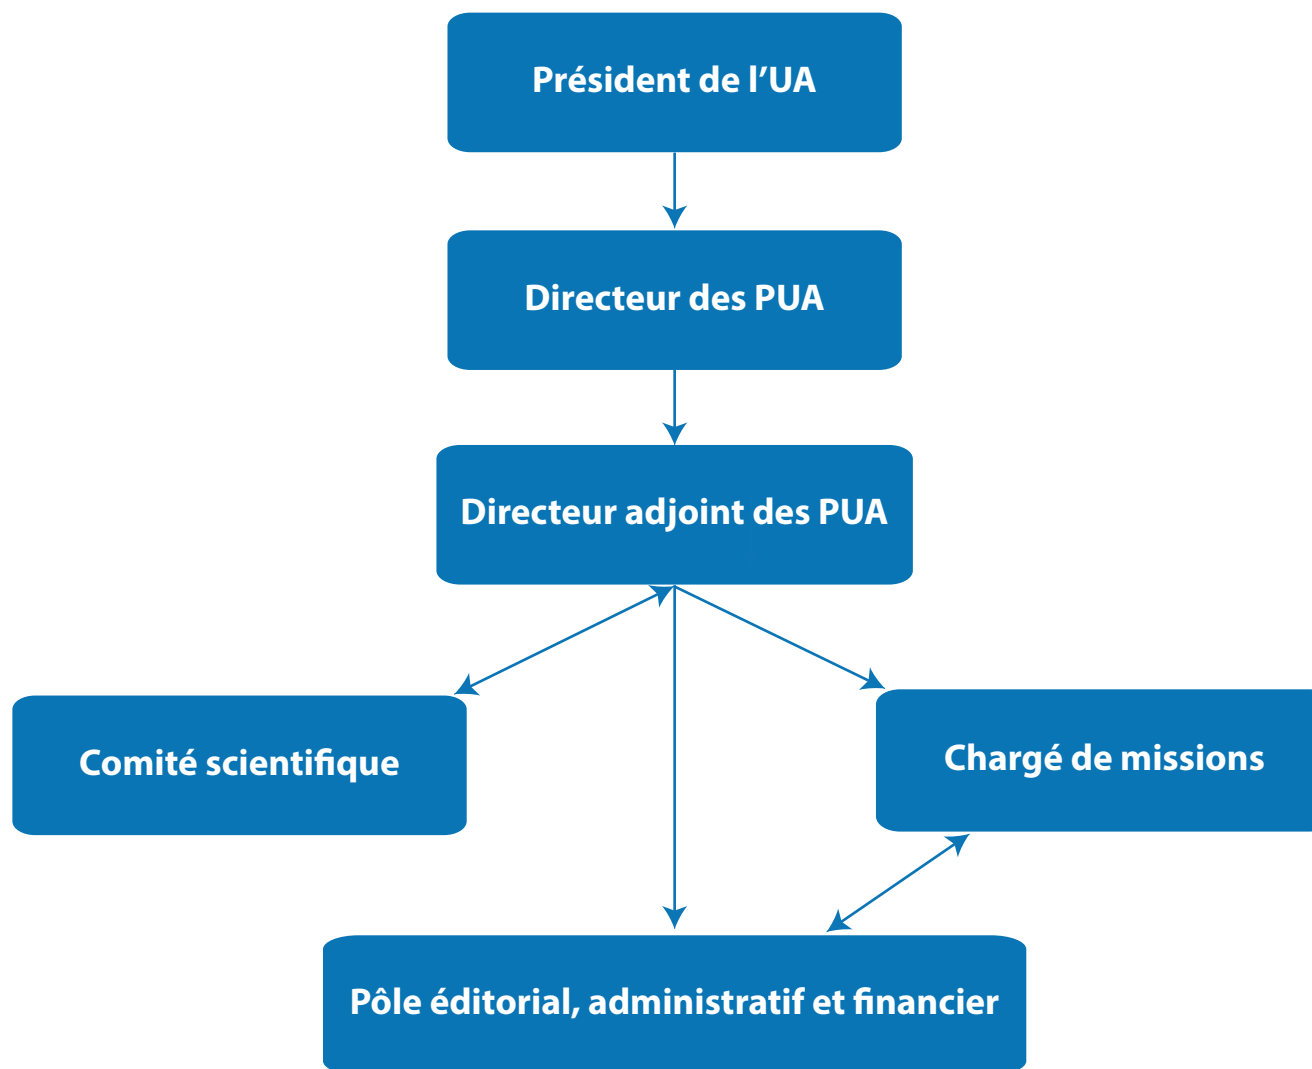 Président de l’UA
Directeur des PUA
Directeur adjoint des PUA
Comité scientifique
Chargé de missions
Pôle éditorial, administratif et financier